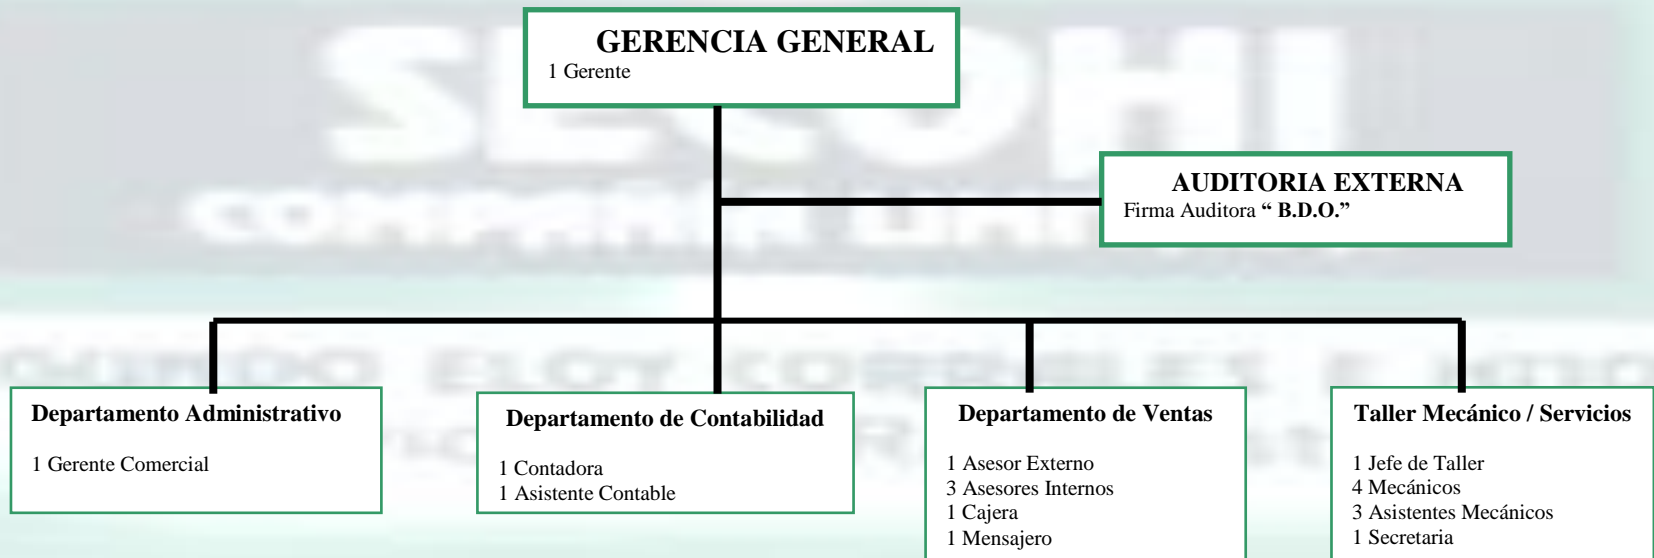 SECOHI
GERENCIA GENERAL
1 Gerente
AUDITORIA EXTERNA
Firma Auditora “ B.D.O.”
Departamento Administrativo
1 Gerente Comercial
Departamento de Contabilidad
1 Contadora
1 Asistente Contable
Departamento de Ventas
1 Asesor Externo
3 Asesores Internos
1 Cajera
1 Mensajero
Taller Mecánico / Servicios
1 Jefe de Taller
4 Mecánicos
3 Asistentes Mecánicos
1 Secretaria